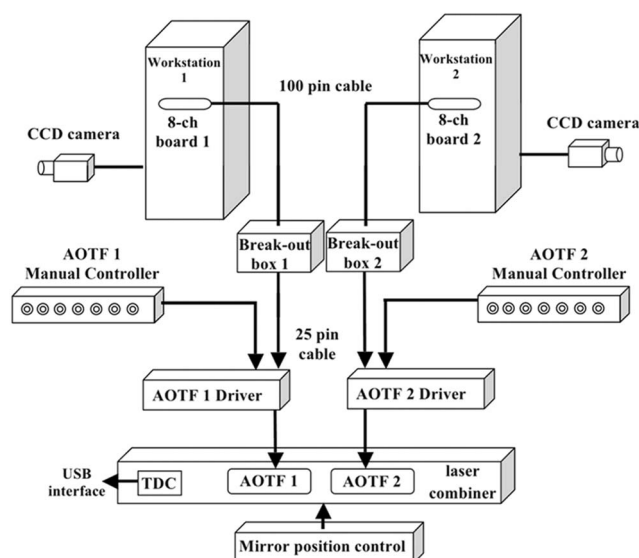 Workstation
1
Workstation
2
100 pin cable
8-ch
board 1
8-ch
board 2
CCD camera
CCD camera
Break-out
box 1
Break-out
box 2
AOTF 1
Manual Controller
AOTF 2
Manual Controller
25 pin
cable
AOTF 1 Driver
AOTF 2 Driver
USB
interface
TDC
AOTF 1
AOTF 2
laser
combiner
Mirror position control